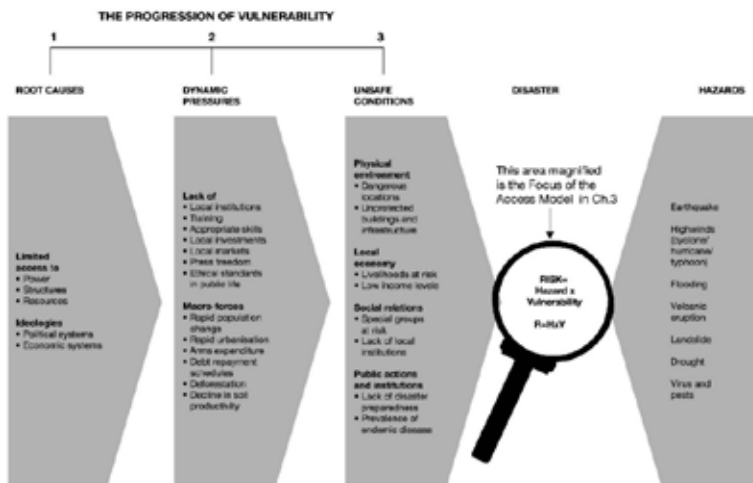 THE PROGRESSION OF VULNERABILITY
1
2
3
ROOT CAUSES
DYNAMIC
PRESSURES
UNSAFE
CONDITIONS
DISASTER
HAZARDS
Limited
access to
• Power
• Structures
• Resources
Ideologies
• Political systems
• Economic systems
Lack of
• Local institutions
• Training
• Appropriate skills
• Local investments
• Local markets
• Press freedom
• Ethical standards
in public life
Macro-forces
• Rapid population
change
• Rapid urbanisation
• Arms expenditure
• Debt repayment
schedules
• Deforestation
• Decline in soil
productivity
Physical
environment
• Dangerous
locations
• Unprotected
buildings and
infrastructure
Local
economy
• Livelihoods at risk
• Low income levels
Social relations
• Special groups
at risk
• Lack of local
institutions
Public actions
and institutions
• Lack of disaster
preparedness
• Prevalence of
endemic disease
This area magnified
is the Focus of the
Access Model in Ch.3
RISK=
Hazard x
Vulnerability
R=HxV
Earthquake
Highwinds
(cyclone/
hurricane/
typhoon)
Flooding
Volcanic
eruption
Landslide
Drought
Virus and
pests